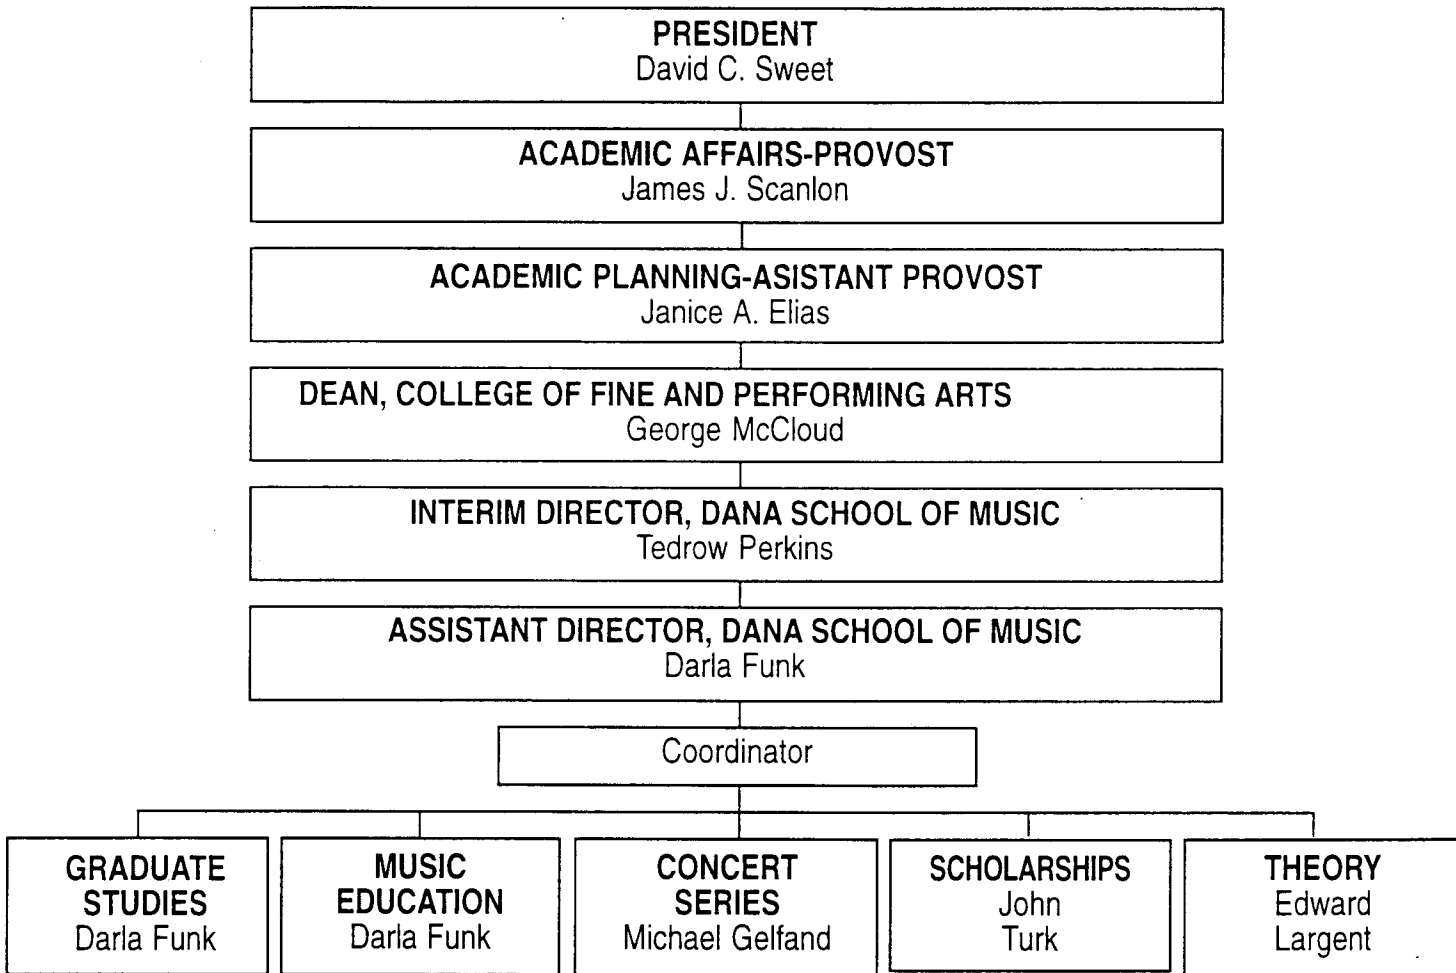 PRESIDENT
David C. Sweet
ACADEMIC AFFAIRS-PROVOST
James J. Scanlon
ACADEMIC PLANNING-ASISTANT PROVOST
Janice A. Elias
DEAN, COLLEGE OF FINE AND PERFORMING ARTS
George McCloud
INTERIM DIRECTOR, DANA SCHOOL OF MUSIC
Tedrow Perkins
ASSISTANT DIRECTOR, DANA SCHOOL OF MUSIC
Darla Funk
Coordinator
GRADUATE
STUDIES
Darla Funk
MUSIC
EDUCATION
Darla Funk
CONCERT
SERIES
Michael Gelfand
SCHOLARSHIPS
John
Turk
THEORY
Edward
Largent